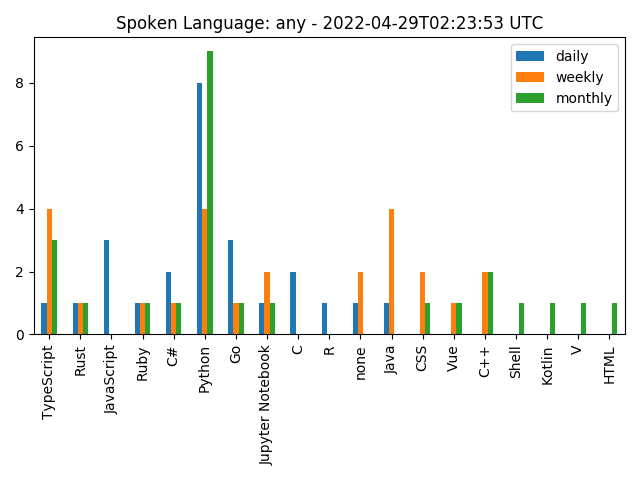 Spoken Language: any - 2022-04-29T02:23:53 UTC
daily
weekly
monthly
8
6
4
2
0
TypeScript
Rust
JavaScript
Ruby
C#
Python
Go
Jupyter Notebook
C
R
none
Java
CSS
Vue
C++
Shell
Kotlin
V
HTML